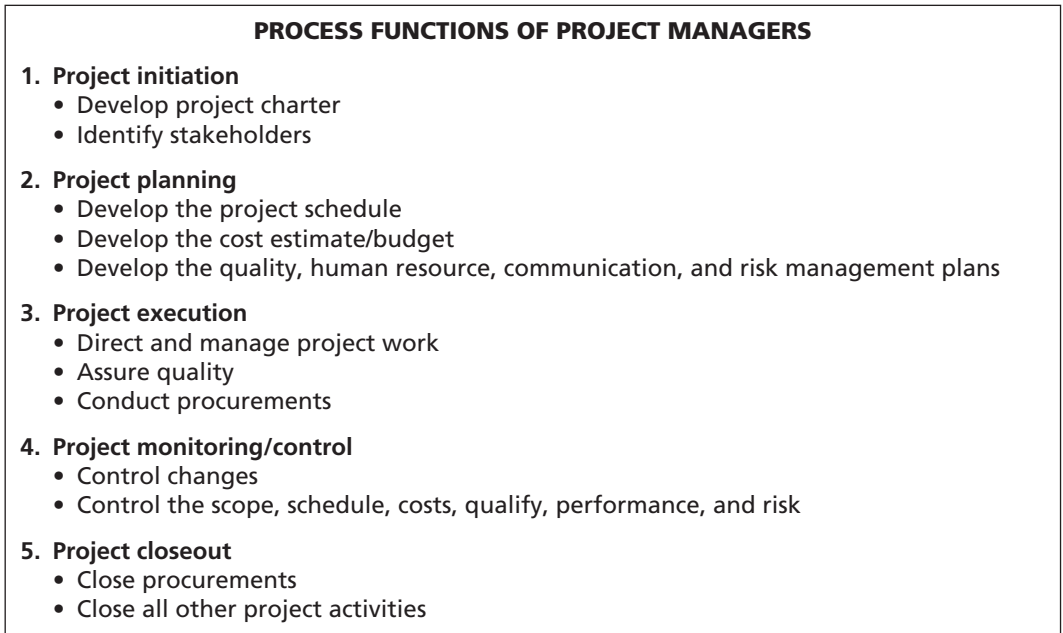 PROCESS FUNCTIONS OF PROJECT MANAGERS
1. Project initiation
• Develop project charter
• Identify stakeholders
2. Project planning
• Develop the project schedule
• Develop the cost estimate/budget
• Develop the quality, human resource, communication, and risk management plans
3. Project execution
• Direct and manage project work
• Assure quality
• Conduct procurements
4. Project monitoring/control
• Control changes
• Control the scope, schedule, costs, qualify, performance, and risk
5. Project closeout
• Close procurements
• Close all other project activities